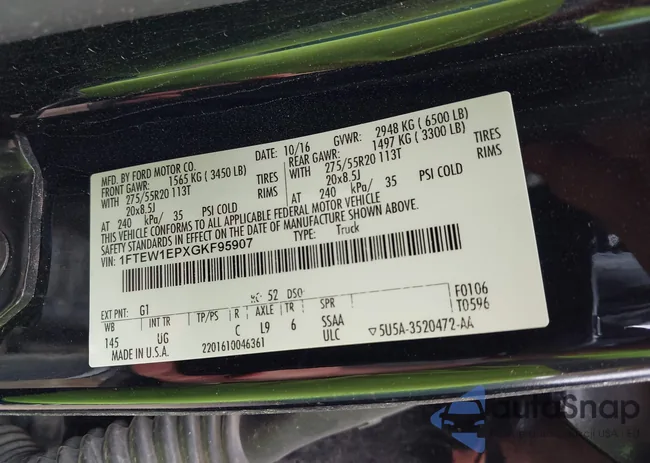 MFD. BY FORD MOTOR CO. DATE: 10/16 GVWR: 2948 KG ( 6500 LB)
FRONT GAWR: 1565 KG ( 3450 LB) REAR GAWR: 1497 KG ( 3300 LB)
WITH 275/55R20 113T TIRES WITH 275/55R20 113T TIRES
20x8.5J RIMS 20x8.5J RIMS
AT 240 kPa/ 35 PSI COLD AT 240 kPa/ 35 PSI COLD
THIS VEHICLE CONFORMS TO ALL APPLICABLE FEDERAL MOTOR VEHICLE
SAFETY STANDARDS IN EFFECT ON THE DATE OF MANUFACTURE SHOWN ABOVE.
VIN: 1FTEW1EPXGKF95907 TYPE: Truck
EXT PNT: G1 RC: 52 DSO: F0106
WB INT TR TP/PS R AXLE TR SPR T0596
145 UG C L9 6 SSAA
MADE IN U.S.A. 2201610046361 ULC 5U5A-3520472-AA
autoSnap